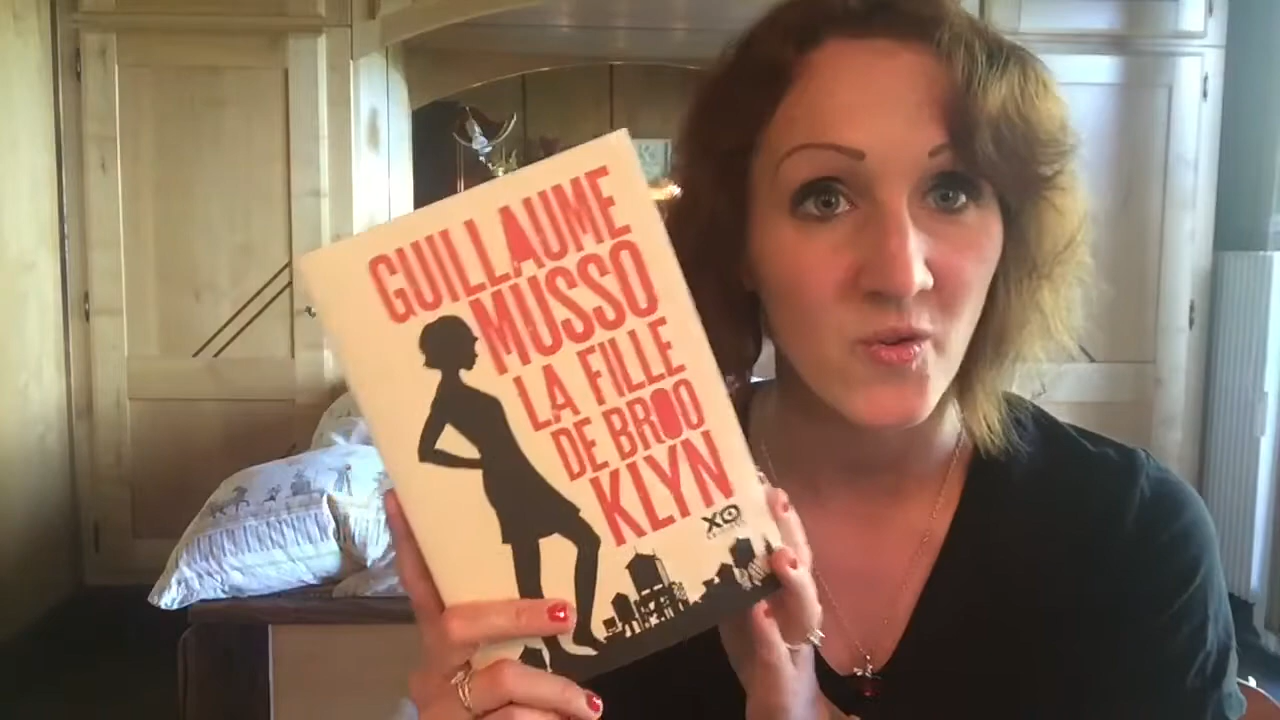 GUILLAUME
MUSSO
LA FILLE
DE BROO
KLYN
XO